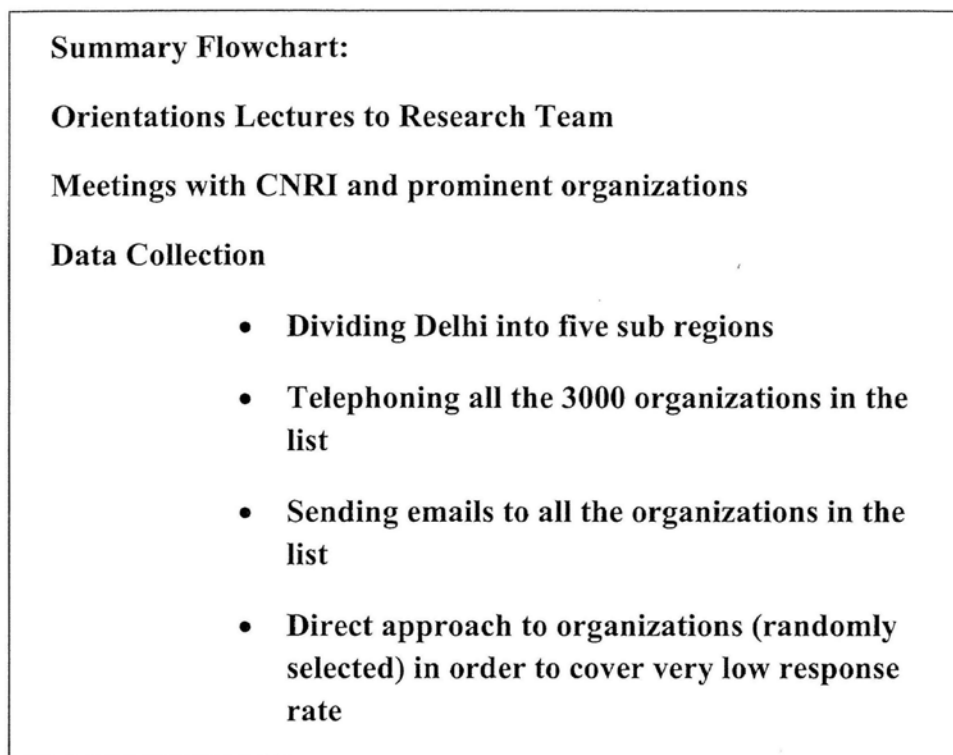 Summary Flowchart:
Orientations Lectures to Research Team
Meetings with CNRI and prominent organizations
Data Collection
• Dividing Delhi into five sub regions
• Telephoning all the 3000 organizations in the
list
• Sending emails to all the organizations in the
list
• Direct approach to organizations (randomly
selected) in order to cover very low response
rate